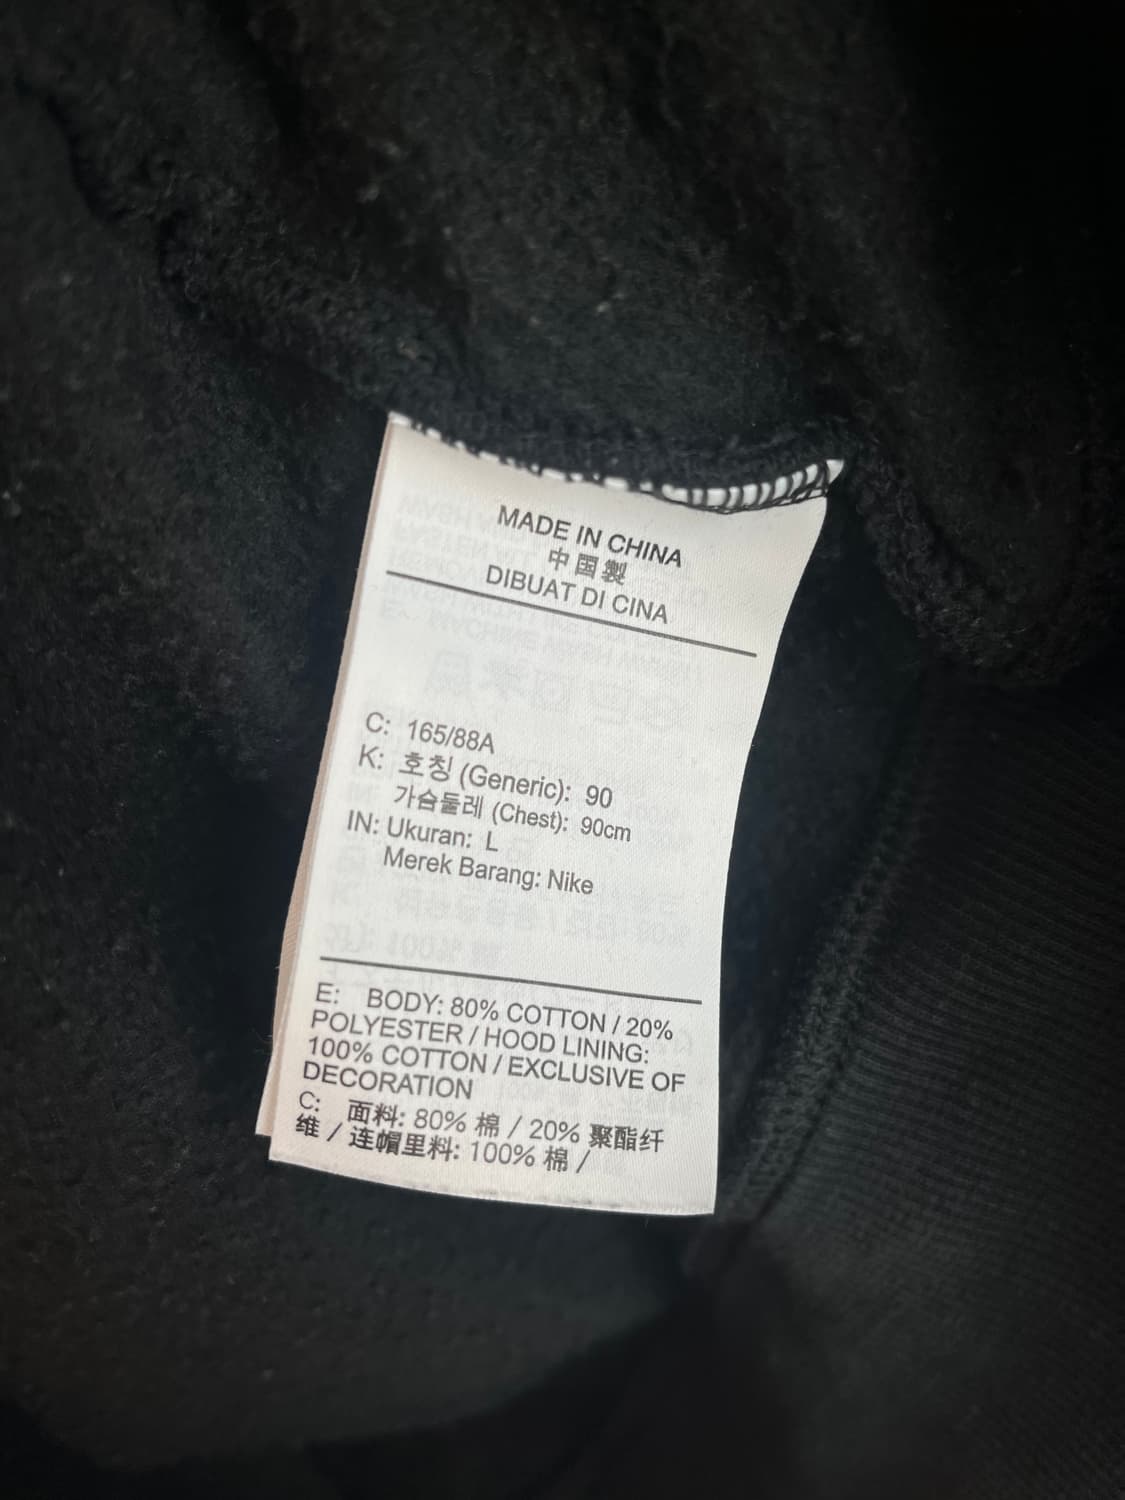 MADE IN CHINA
中国製
DIBUAT DI CINA
C: 165/88A
K: 호칭 (Generic): 90
가슴둘레 (Chest): 90cm
IN: Ukuran: L
Merek Barang: Nike
E: BODY: 80% COTTON / 20%
POLYESTER / HOOD LINING:
100% COTTON / EXCLUSIVE OF
DECORATION
C: 面料: 80% 棉 / 20% 聚酯纤
维 / 连帽里料: 100% 棉 /